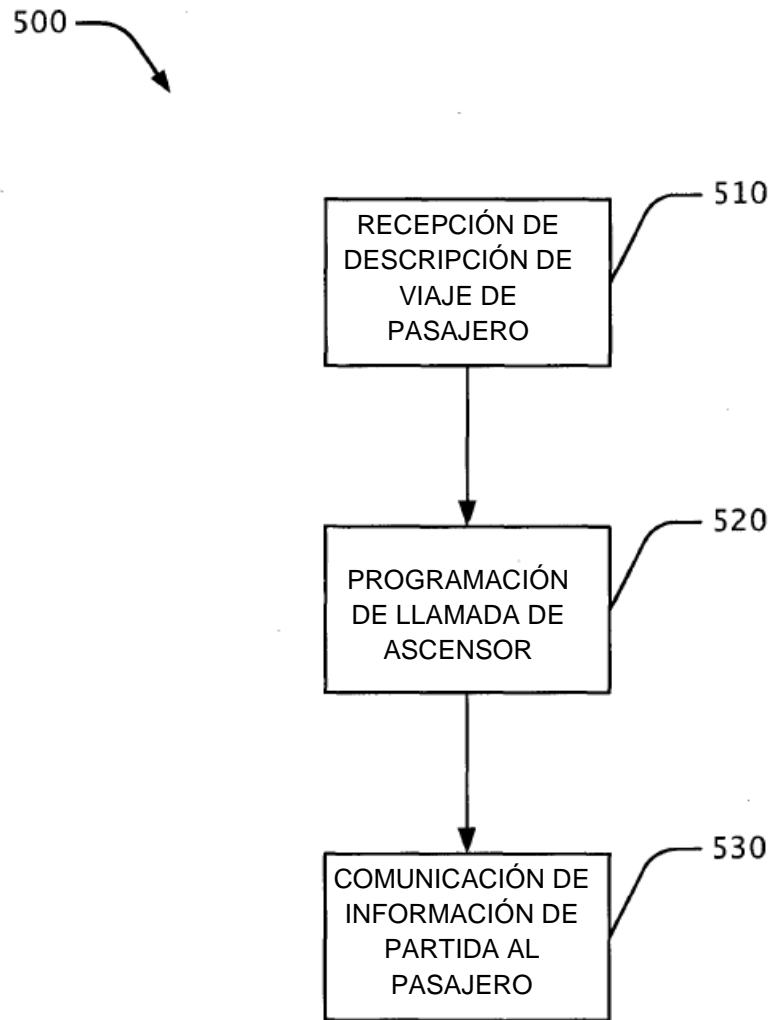 500
510
RECEPCIÓN DE
DESCRIPCIÓN DE
VIAJE DE
PASAJERO
520
PROGRAMACIÓN
DE LLAMADA DE
ASCENSOR
530
COMUNICACIÓN DE
INFORMACIÓN DE
PARTIDA AL
PASAJERO